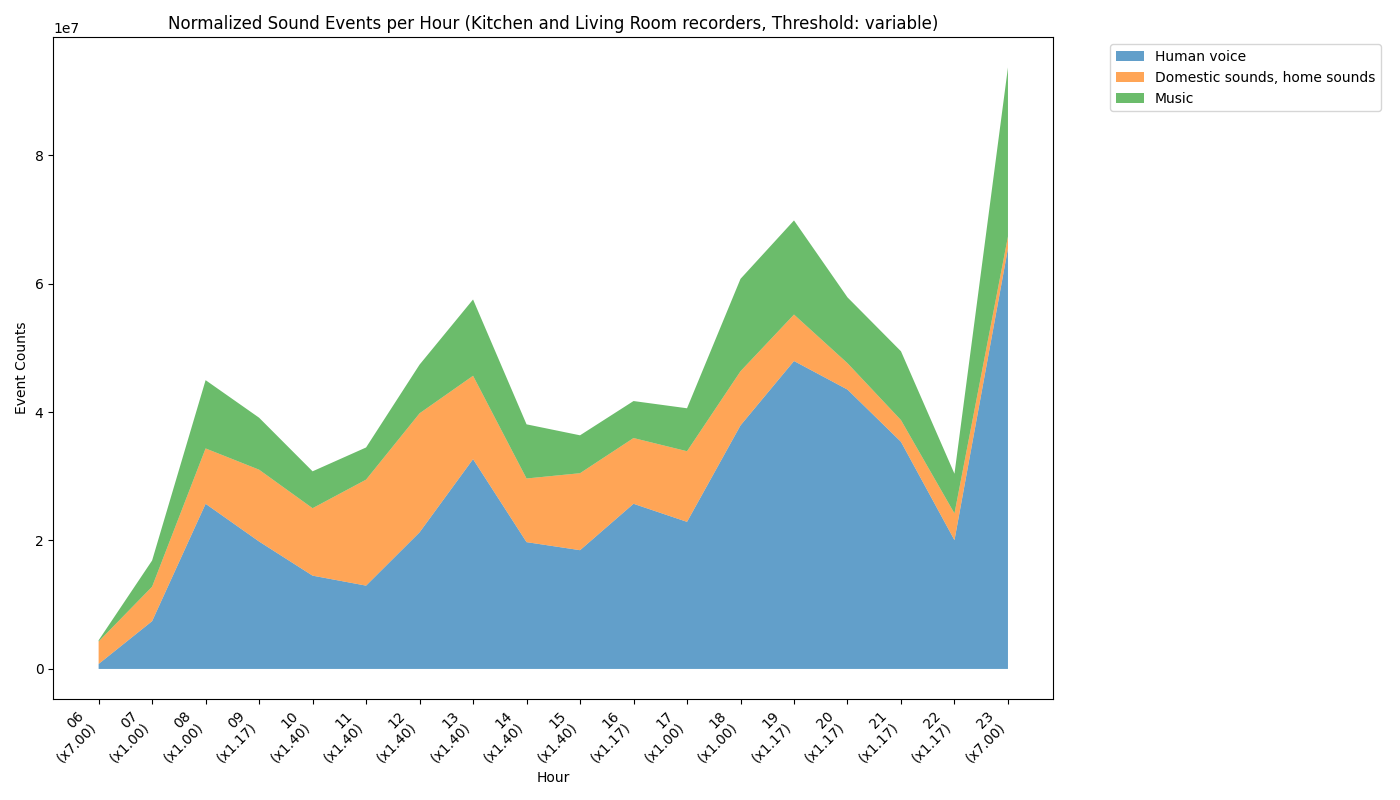 Normalized Sound Events per Hour (Kitchen and Living Room recorders, Threshold: variable)
1e7
Human voice
Domestic sounds, home sounds
Music
Event Counts
8
6
4
2
0
06
(x7.00)
07
(x1.00)
08
(x1.00)
09
(x1.17)
10
(x1.40)
11
(x1.40)
12
(x1.40)
13
(x1.40)
14
(x1.40)
15
(x1.40)
16
(x1.17)
17
(x1.00)
18
(x1.00)
19
(x1.17)
20
(x1.17)
21
(x1.17)
22
(x1.17)
23
(x7.00)
Hour